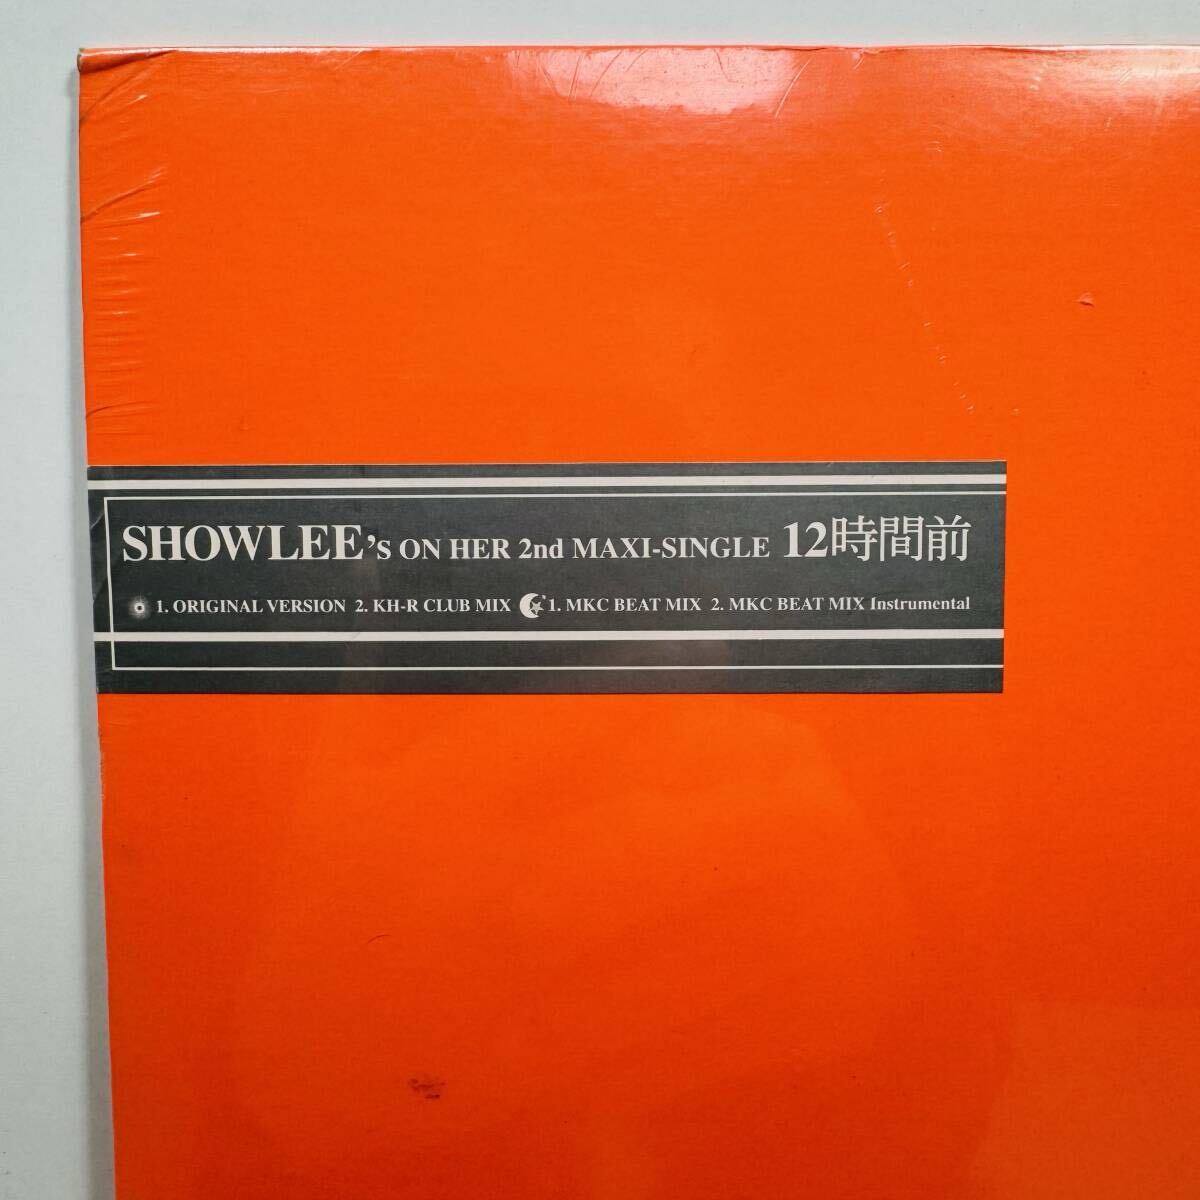 SHOWLEE's ON HER 2nd MAXI-SINGLE 12時間前
1. ORIGINAL VERSION 2. KH-R CLUB MIX 1. MKC BEAT MIX 2. MKC BEAT MIX Instrumental